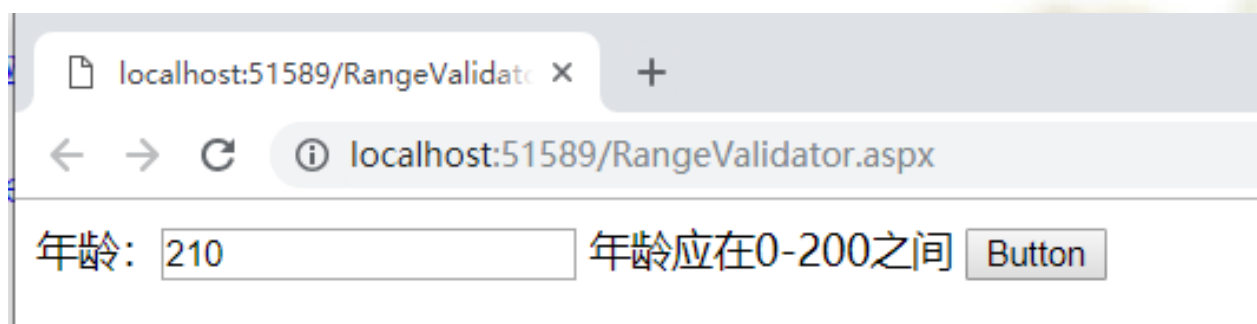 localhost:51589/RangeValidato
localhost:51589/RangeValidator.aspx
年龄：210 年龄应在0-200之间 Button